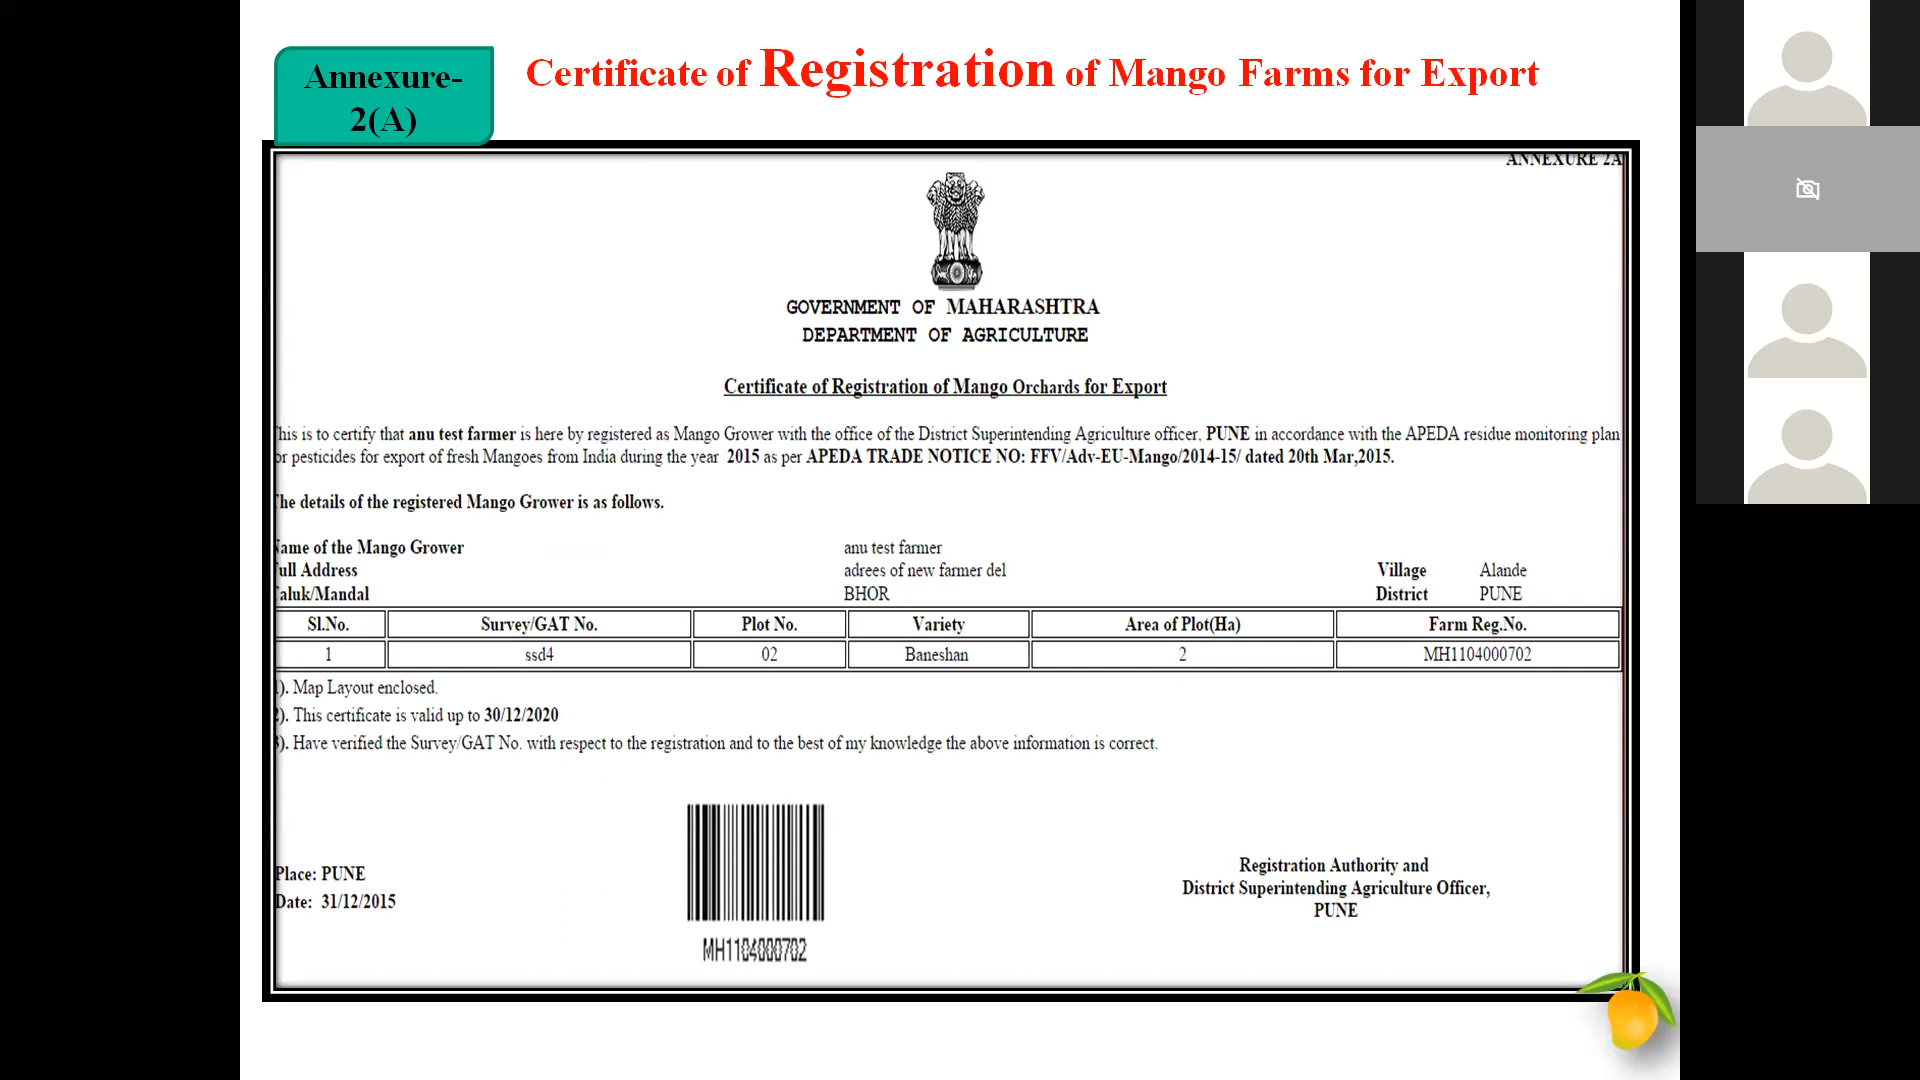 Annexure-
2(A)
Certificate of Registration of Mango Farms for Export
ANNEXURE 2A
GOVERNMENT OF MAHARASHTRA
DEPARTMENT OF AGRICULTURE
Certificate of Registration of Mango Orchards for Export
his is to certify that anu test farmer is here by registered as Mango Grower with the office of the District Superintending Agriculture officer, PUNE in accordance with the APEDA residue monitoring plan
or pesticides for export of fresh Mangoes from India during the year 2015 as per APEDA TRADE NOTICE NO: FFV/Adv-EU-Mango/2014-15/ dated 20th Mar,2015.
he details of the registered Mango Grower is as follows.
ame of the Mango Grower anu test farmer
ull Address adrees of new farmer del Village Alande
aluk/Mandal BHOR District PUNE
Sl.No. Survey/GAT No. Plot No. Variety Area of Plot(Ha) Farm Reg.No.
1 ssd4 02 Baneshan 2 MH1104000702
1). Map Layout enclosed.
2). This certificate is valid up to 30/12/2020
3). Have verified the Survey/GAT No. with respect to the registration and to the best of my knowledge the above information is correct.
Place: PUNE
Date: 31/12/2015
MH1104000702
Registration Authority and
District Superintending Agriculture Officer,
PUNE